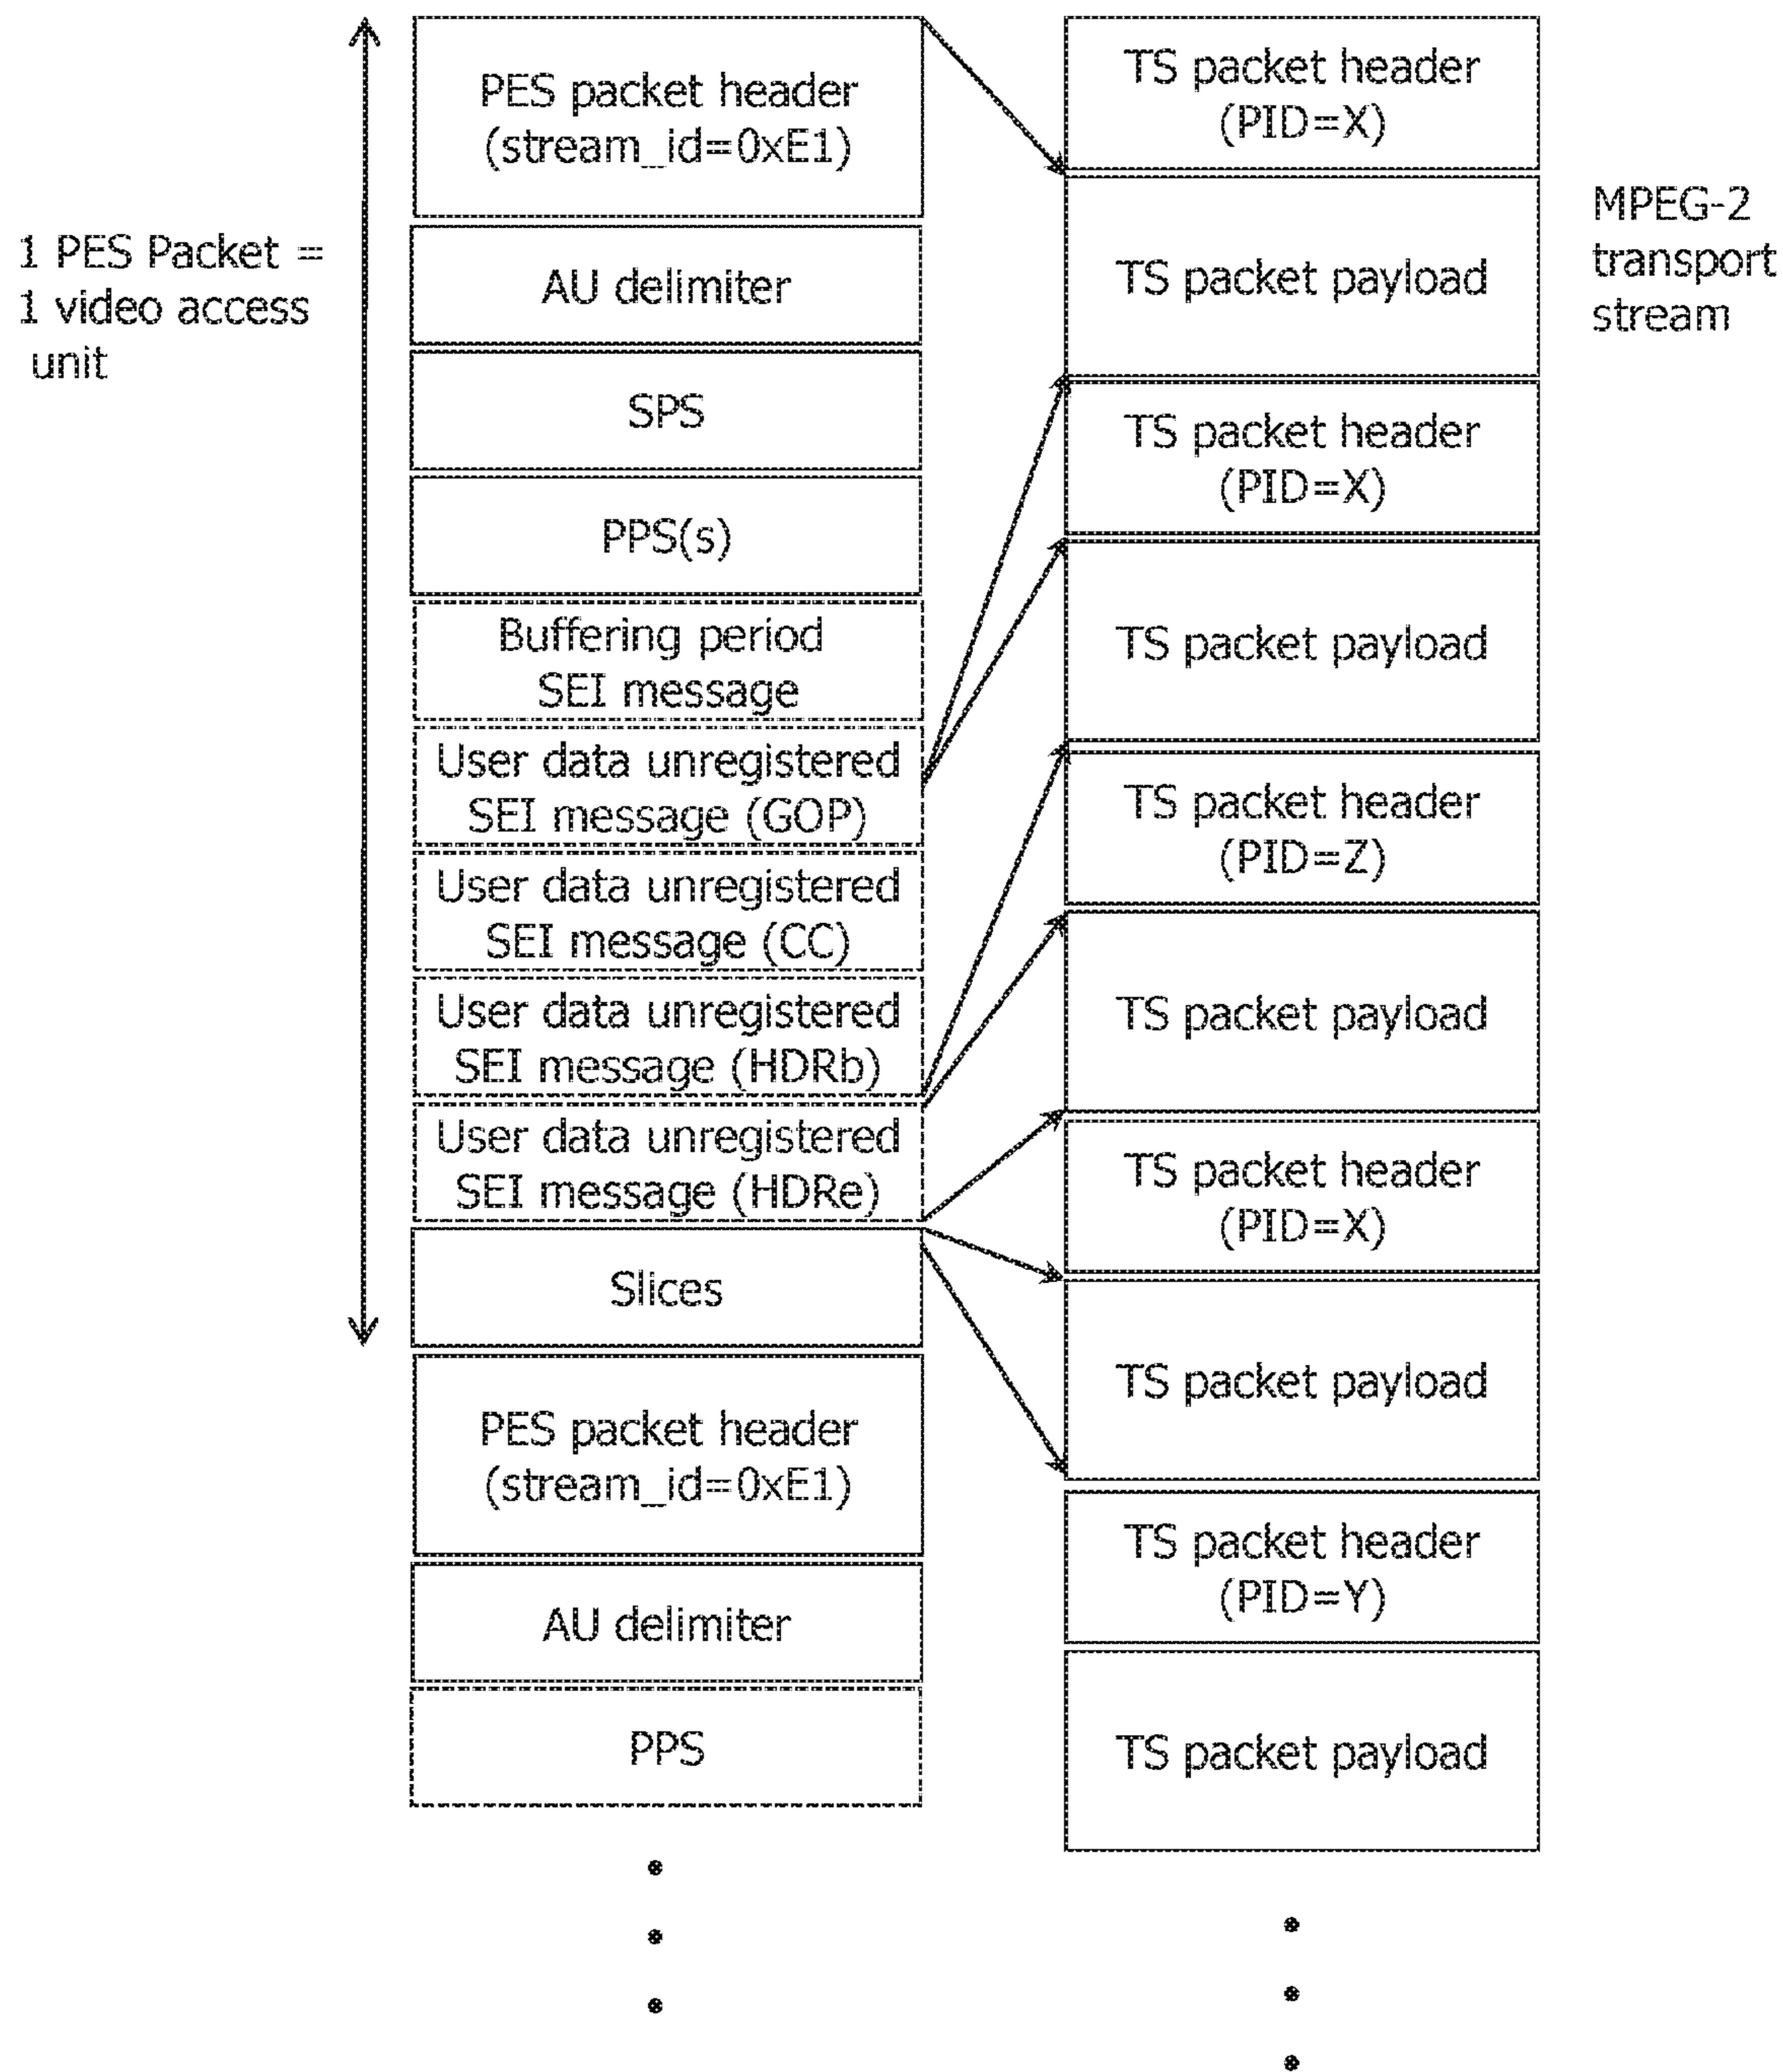 1 PES Packet =
1 video access
unit
PES packet header
(stream_id=0xE1)
AU delimiter
SPS
PPS(s)
Buffering period
SEI message
User data unregistered
SEI message (GOP)
User data unregistered
SEI message (CC)
User data unregistered
SEI message (HDRb)
User data unregistered
SEI message (HDRe)
Slices
PES packet header
(stream_id=0xE1)
AU delimiter
PPS
TS packet header
(PID=X)
TS packet payload
TS packet header
(PID=X)
TS packet payload
TS packet header
(PID=Z)
TS packet payload
TS packet header
(PID=X)
TS packet payload
TS packet header
(PID=Y)
TS packet payload
MPEG-2
transport
stream